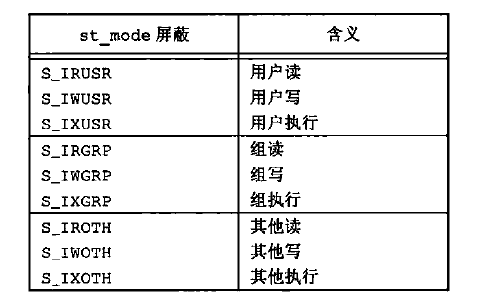 st_mode 屏蔽 含义
S_IRUSR 用户读
S_IWUSR 用户写
S_IXUSR 用户执行
S_IRGRP 组读
S_IWGRP 组写
S_IXGRP 组执行
S_IROTH 其他读
S_IWOTH 其他写
S_IXOTH 其他执行